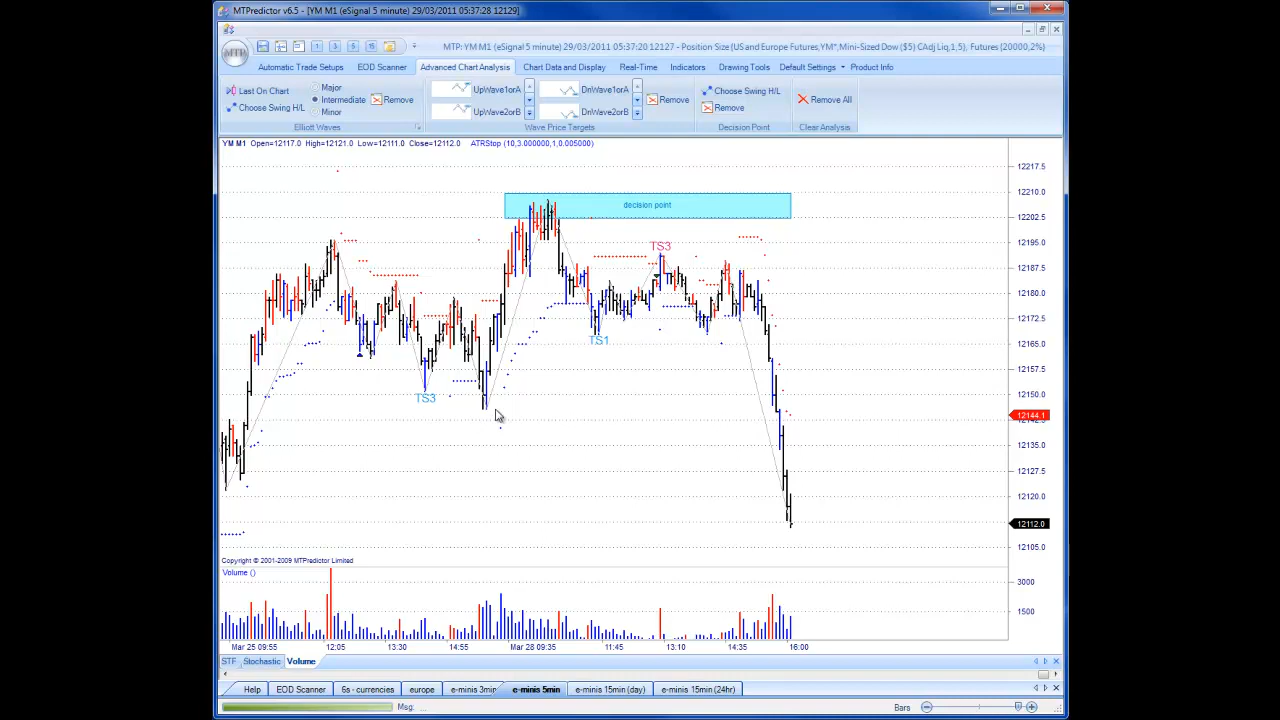 MTPredictor v6.5 - [YM M1 (eSignal 5 minute) 29/03/2011 05:37:28 12129]
MTP
1 3 5 15
MTP: YM M1 (eSignal 5 minute) 29/03/2011 05:37:20 12127 - Position Size (US and Europe Futures,YM*,Mini-Sized Dow ($5) CAdj Liq,1,5), Futures (20000,2%)
Automatic Trade Setups EOD Scanner Advanced Chart Analysis Chart Data and Display Real-Time Indicators Drawing Tools Default Settings Product Info
Last On Chart Major UpWave1orA DnWave1orA Choose Swing H/L
Choose Swing H/L Intermediate Remove Remove Remove All
Minor UpWave2orB DnWave2orB Remove
Elliott Waves Wave Price Targets Decision Point Clear Analysis
YM M1 Open=12117.0 High=12121.0 Low=12111.0 Close=12112.0 ATRStop (10,3.000000,1,0.005000)
12217.5
12210.0
decision point
12202.5
12195.0
TS3
12187.5
12180.0
12172.5
12165.0
TS1
12157.5
12150.0
TS3
12144.1
12135.0
12127.5
12120.0
12112.0
12105.0
Copyright © 2001-2009 MTPredictor Limited
Volume ()
3000
1500
Mar 25 09:55 12:05 13:30 14:55 Mar 28 09:35 11:45 13:10 14:35 16:00
STF Stochastic Volume
Help EOD Scanner 6s - currencies europe e-minis 3min e-minis 5min e-minis 15min (day) e-minis 15min (24hr)
Msg: ... Bars